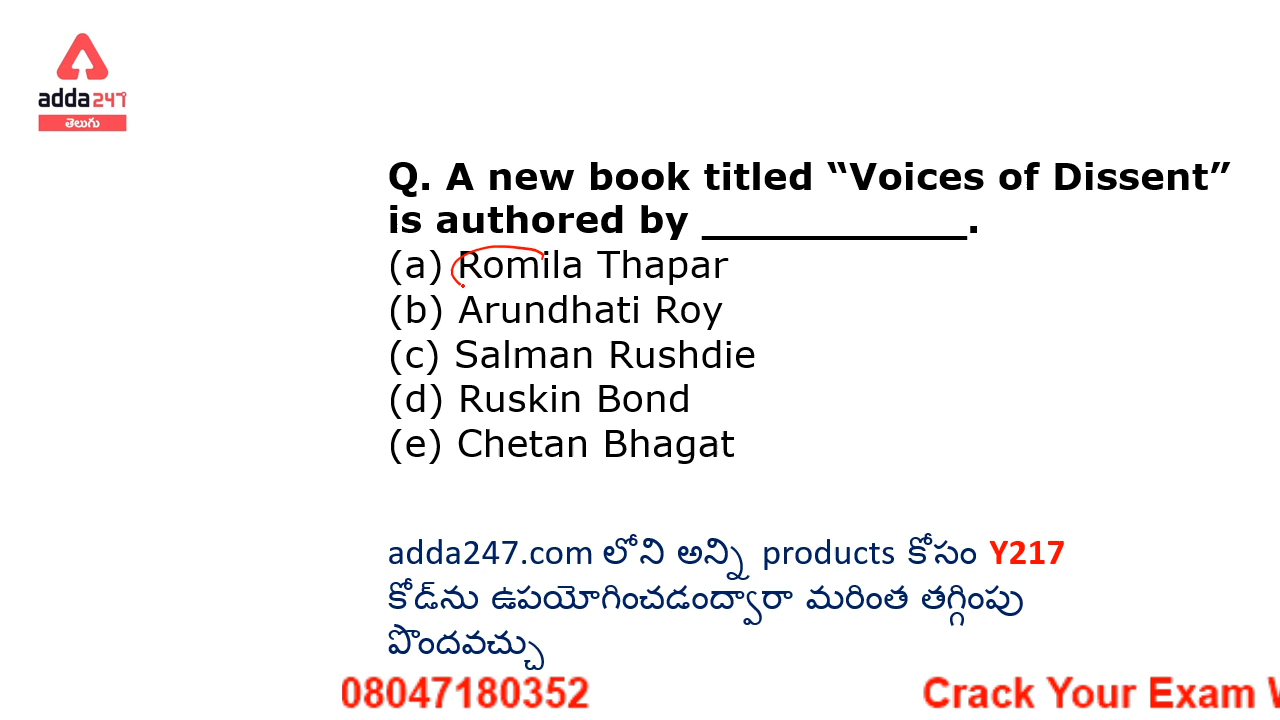 adda247
తెలుగు
Q. A new book titled “Voices of Dissent”
is authored by _____________.
(a) Romila Thapar
(b) Arundhati Roy
(c) Salman Rushdie
(d) Ruskin Bond
(e) Chetan Bhagat
adda247.com లోని అన్ని products కోసం Y217
కోడ్‌ను ఉపయోగించడంద్వారా మరింత తగ్గింపు
పొందవచ్చు
08047180352 Crack Your Exam W